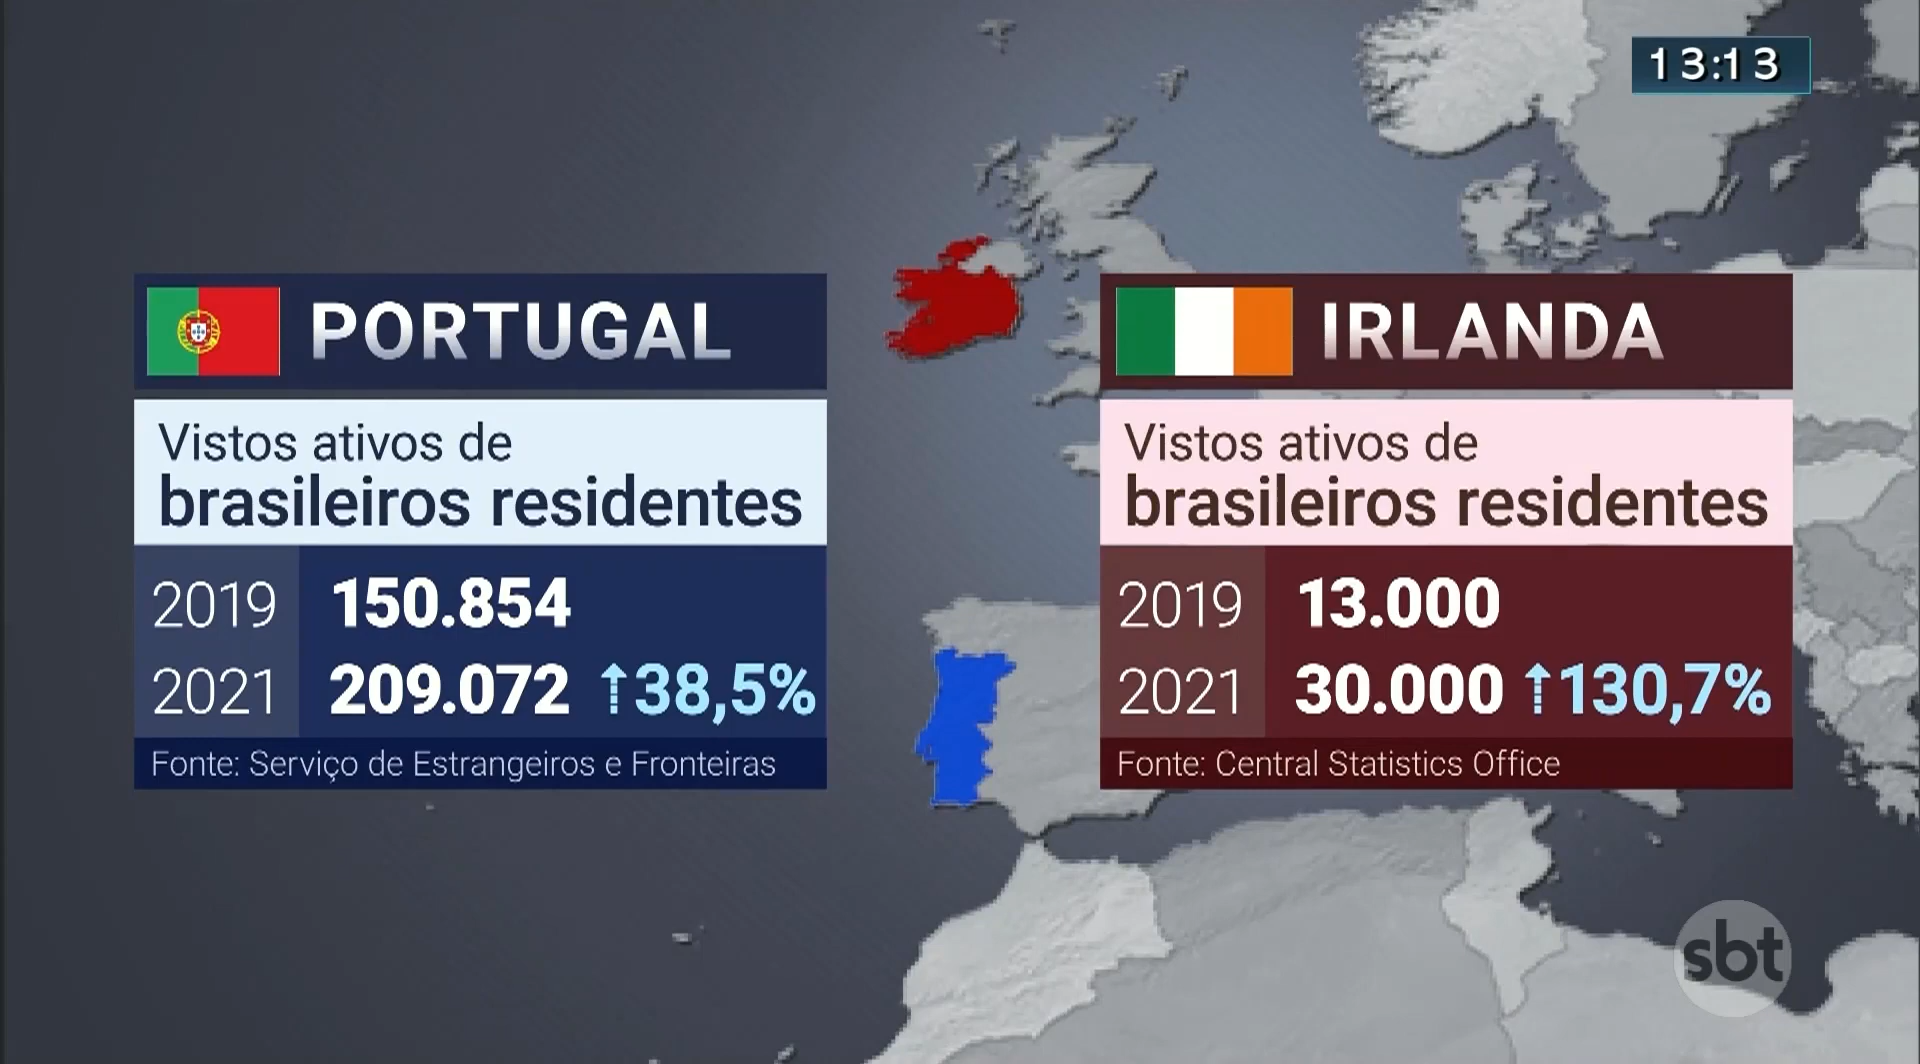 13:13
PORTUGAL
Vistos ativos de
brasileiros residentes
2019 150.854
2021 209.072 ↑38,5%
Fonte: Serviço de Estrangeiros e Fronteiras
IRLANDA
Vistos ativos de
brasileiros residentes
2019 13.000
2021 30.000 ↑130,7%
Fonte: Central Statistics Office
sbt